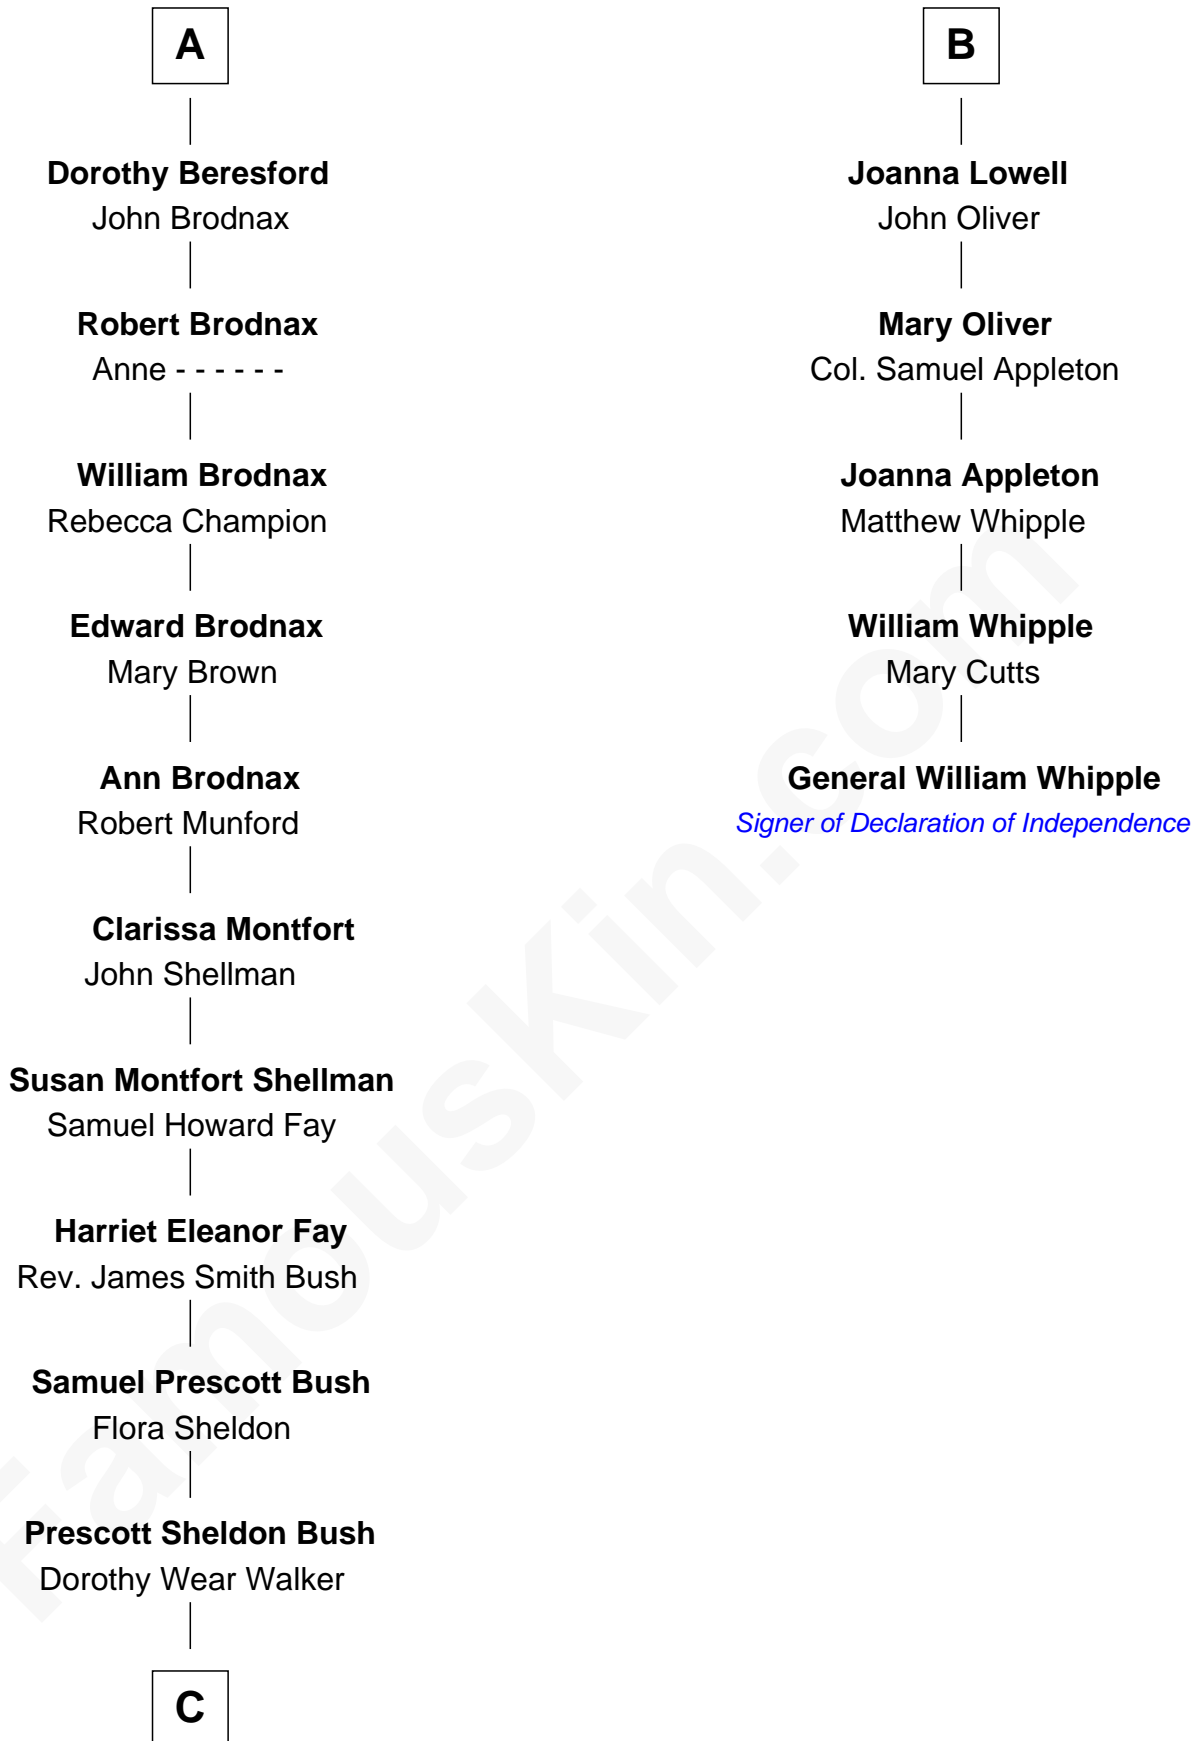 A
Dorothy Beresford
John Brodnax
Robert Brodnax
Anne - - - - - -
William Brodnax
Rebecca Champion
Edward Brodnax
Mary Brown
Ann Brodnax
Robert Munford
Clarissa Montfort
John Shellman
Susan Montfort Shellman
Samuel Howard Fay
Harriet Eleanor Fay
Rev. James Smith Bush
Samuel Prescott Bush
Flora Sheldon
Prescott Sheldon Bush
Dorothy Wear Walker
C
B
Joanna Lowell
John Oliver
Mary Oliver
Col. Samuel Appleton
Joanna Appleton
Matthew Whipple
William Whipple
Mary Cutts
General William Whipple
Signer of Declaration of Independence
FamousKin.com